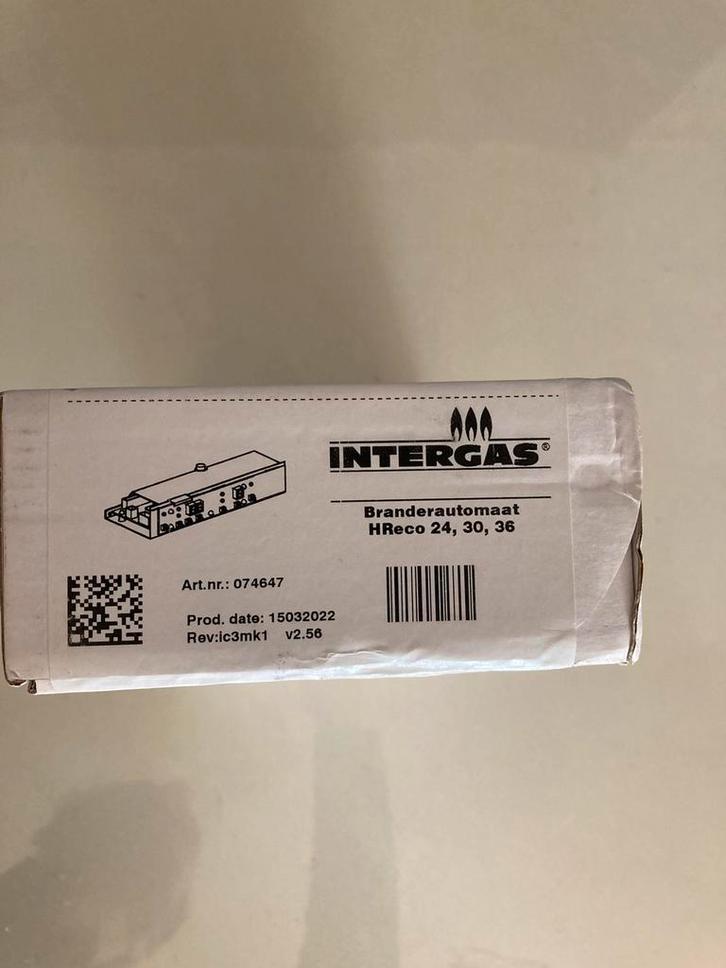 INTERGAS®
Branderautomaat
HReco 24, 30, 36
Art.nr.: 074647
Prod. date: 15032022
Rev:ic3mk1 v2.56